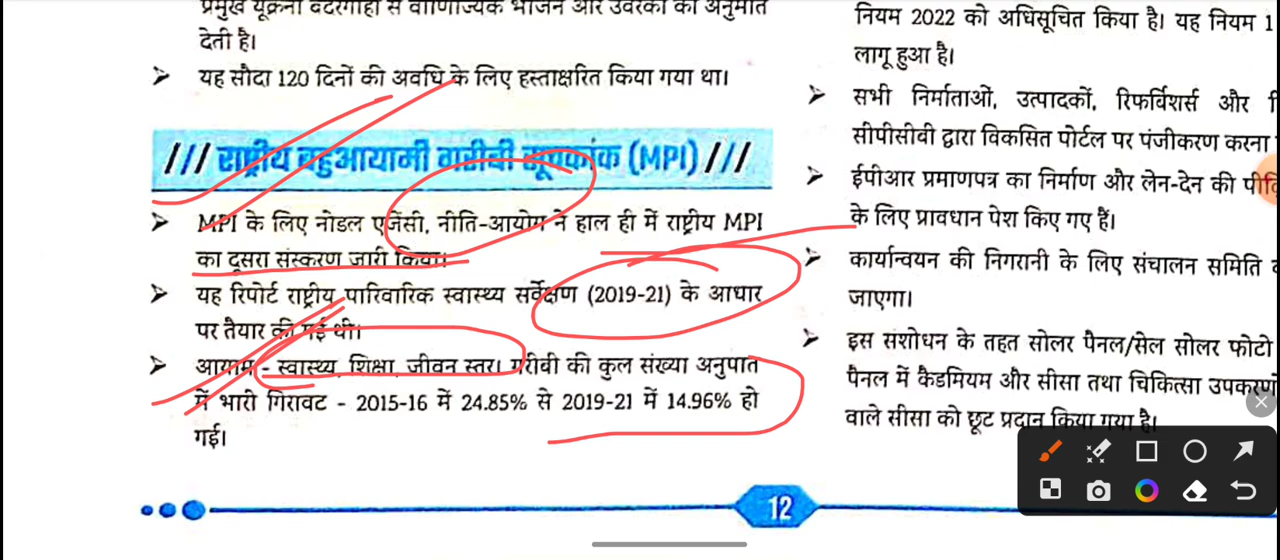 प्रमुख यूक्रेनी बंदरगाहों से वाणिज्यिक भोजन और उर्वरकों की अनुमति
देती है।
➤ यह सौदा 120 दिनों की अवधि के लिए हस्ताक्षरित किया गया था।
/// राष्ट्रीय बहुआयामी गरीबी सूचकांक (MPI) ///
➤ MPI के लिए नोडल एजेंसी, नीति-आयोग ने हाल ही में राष्ट्रीय MPI
का दूसरा संस्करण जारी किया।
➤ यह रिपोर्ट राष्ट्रीय पारिवारिक स्वास्थ्य सर्वेक्षण (2019-21) के आधार
पर तैयार की गई थी।
➤ आयाम - स्वास्थ्य, शिक्षा, जीवन स्तर। गरीबी की कुल संख्या अनुपात
में भारी गिरावट - 2015-16 में 24.85% से 2019-21 में 14.96% हो
गई।
नियम 2022 को अधिसूचित किया है। यह नियम 1
लागू हुआ है।
➤ सभी निर्माताओं, उत्पादकों, रिफर्बिशर्स और
सीपीसीबी द्वारा विकसित पोर्टल पर पंजीकरण करना
➤ ईपीआर प्रमाणपत्र का निर्माण और लेन-देन की
के लिए प्रावधान पेश किए गए हैं।
➤ कार्यान्वयन की निगरानी के लिए संचालन समिति
जाएगा।
➤ इस संशोधन के तहत सोलर पैनल/सेल सोलर फोटो
पैनल में कैडमियम और सीसा तथा चिकित्सा उपकरणों
वाले सीसा को छूट प्रदान किया गया है।
12